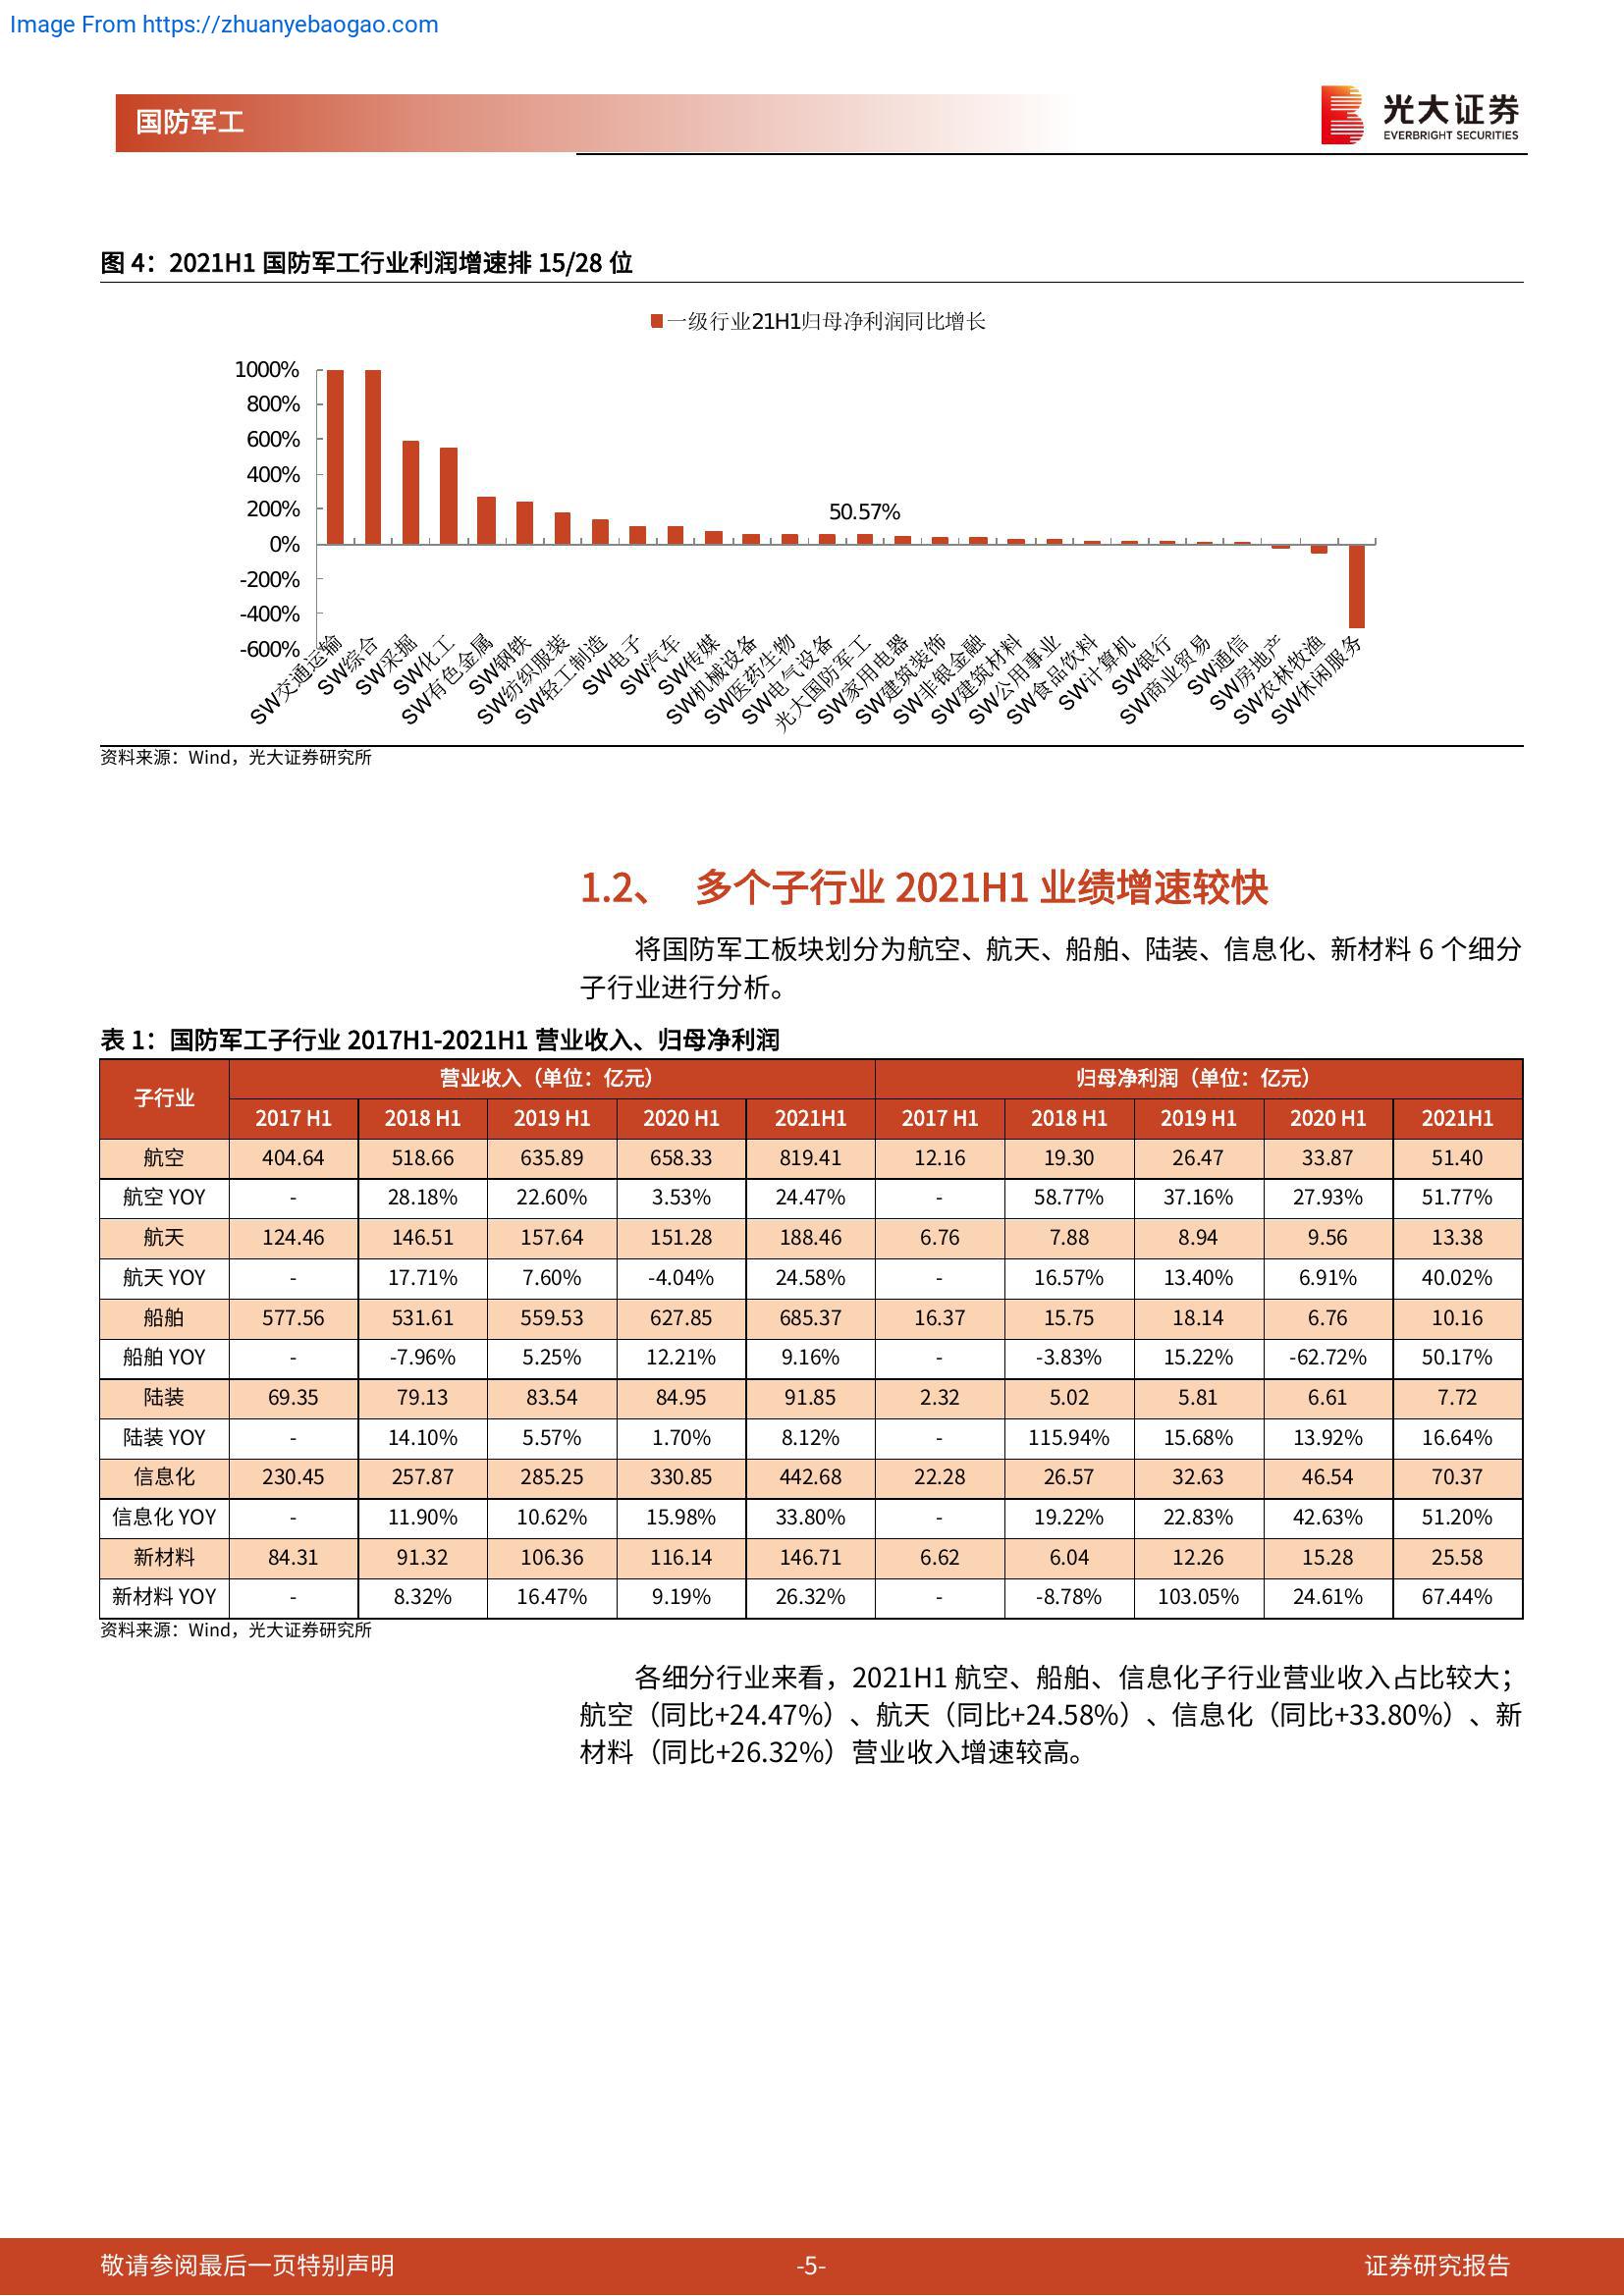 Image From https://zhuanyebaogao.com
国防军工
光大证券
EVERBRIGHT SECURITIES
图 4：2021H1 国防军工行业利润增速排 15/28 位
一级行业21H1归母净利润同比增长
1000%
800%
600%
400%
200%
0%
-200%
-400%
-600%
50.57%
SW交通运输
SW综合
SW采掘
SW化工
SW有色金属
SW钢铁
SW纺织服装
SW轻工制造
SW电子
SW汽车
SW传媒
SW机械设备
SW医药生物
SW电气设备
光大国防军工
SW家用电器
SW建筑装饰
SW非银金融
SW建筑材料
SW公用事业
SW食品饮料
SW计算机
SW银行
SW商业贸易
SW通信
SW房地产
SW农林牧渔
SW休闲服务
资料来源：Wind，光大证券研究所
1.2、 多个子行业 2021H1 业绩增速较快
将国防军工板块划分为航空、航天、船舶、陆装、信息化、新材料 6 个细分
子行业进行分析。
表 1：国防军工子行业 2017H1-2021H1 营业收入、归母净利润
子行业 营业收入（单位：亿元） 归母净利润（单位：亿元）
2017 H1 2018 H1 2019 H1 2020 H1 2021H1 2017 H1 2018 H1 2019 H1 2020 H1 2021H1
航空 404.64 518.66 635.89 658.33 819.41 12.16 19.30 26.47 33.87 51.40
航空 YOY - 28.18% 22.60% 3.53% 24.47% - 58.77% 37.16% 27.93% 51.77%
航天 124.46 146.51 157.64 151.28 188.46 6.76 7.88 8.94 9.56 13.38
航天 YOY - 17.71% 7.60% -4.04% 24.58% - 16.57% 13.40% 6.91% 40.02%
船舶 577.56 531.61 559.53 627.85 685.37 16.37 15.75 18.14 6.76 10.16
船舶 YOY - -7.96% 5.25% 12.21% 9.16% - -3.83% 15.22% -62.72% 50.17%
陆装 69.35 79.13 83.54 84.95 91.85 2.32 5.02 5.81 6.61 7.72
陆装 YOY - 14.10% 5.57% 1.70% 8.12% - 115.94% 15.68% 13.92% 16.64%
信息化 230.45 257.87 285.25 330.85 442.68 22.28 26.57 32.63 46.54 70.37
信息化 YOY - 11.90% 10.62% 15.98% 33.80% - 19.22% 22.83% 42.63% 51.20%
新材料 84.31 91.32 106.36 116.14 146.71 6.62 6.04 12.26 15.28 25.58
新材料 YOY - 8.32% 16.47% 9.19% 26.32% - -8.78% 103.05% 24.61% 67.44%
资料来源：Wind，光大证券研究所
各细分行业来看，2021H1 航空、船舶、信息化子行业营业收入占比较大；
航空（同比+24.47%）、航天（同比+24.58%）、信息化（同比+33.80%）、新
材料（同比+26.32%）营业收入增速较高。
敬请参阅最后一页特别声明 -5- 证券研究报告